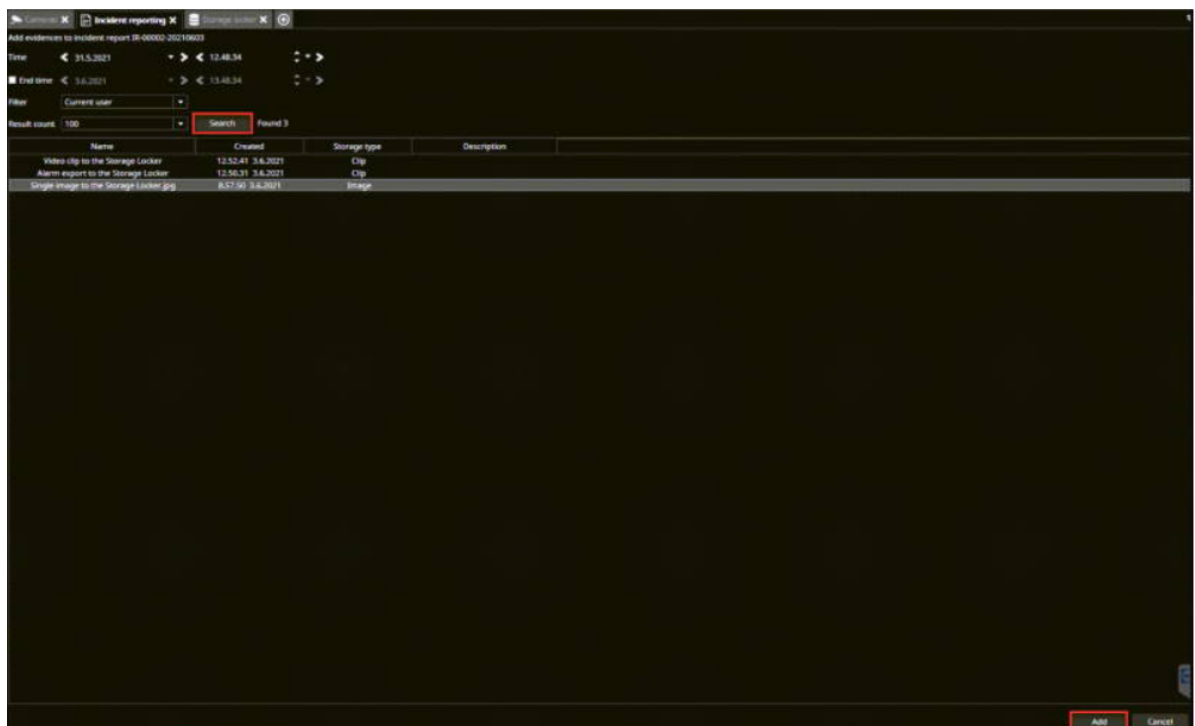 Cameras Incident reporting Storage locker
Add evidences to incident report IR-00002-20210603
Time 31.5.2021 12.48.34
End time 3.6.2021 13.48.34
Filter Current user
Result count 100 Search Found 3
Name Created Storage type Description
Video clip to the Storage Locker 12.52.41 3.6.2021 Clip
Alarm export to the Storage Locker 12.50.31 3.6.2021 Clip
Single image to the Storage Locker.jpg 8.57.50 3.6.2021 Image
Add Cancel